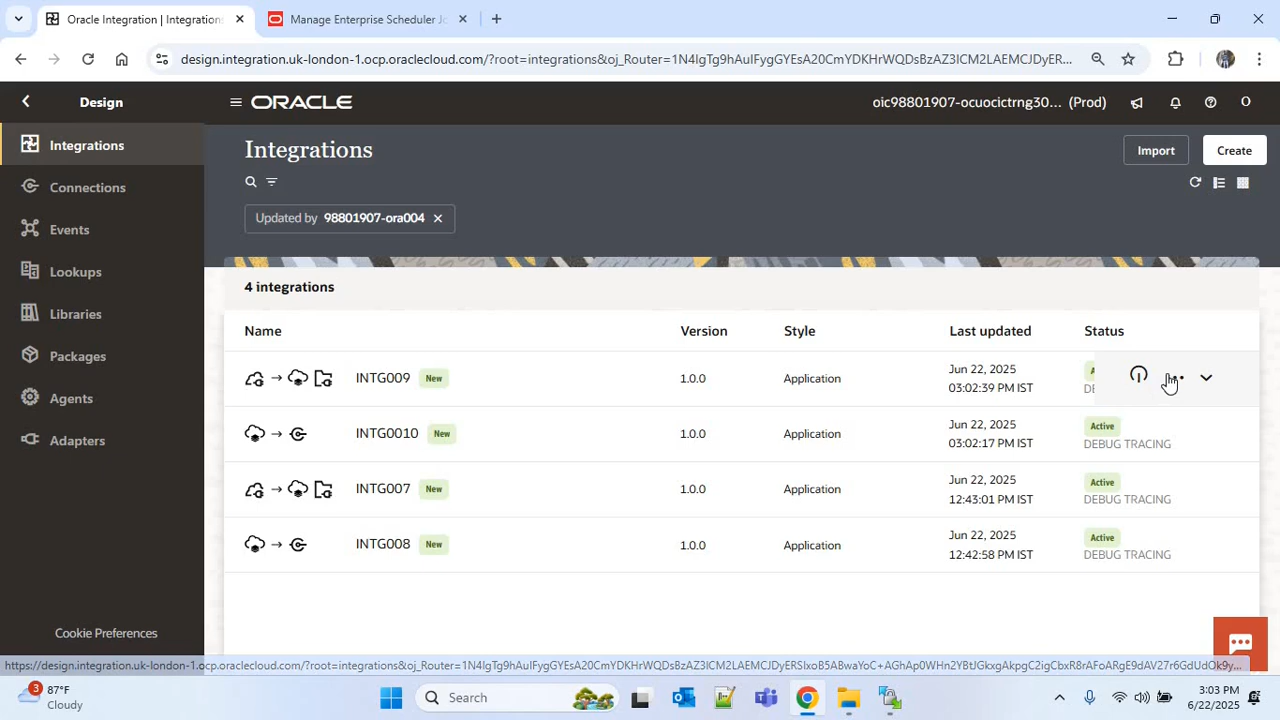 Oracle Integration | Integrations
Manage Enterprise Scheduler Jo
design.integration.uk-london-1.ocp.oraclecloud.com/?root=integrations&oj_Router=1N4IgTg9hAuIFygGYEsA20CmYDKHrWQDsBzAZ3ICM2LAEMCJDyER...
Design
ORACLE
oic98801907-ocuocictrng30... (Prod)
O
Integrations
Connections
Events
Lookups
Libraries
Packages
Agents
Adapters
Cookie Preferences
Integrations
Import
Create
Updated by 98801907-ora004
4 integrations
Name Version Style Last updated Status
INTG009 New 1.0.0 Application Jun 22, 2025
03:02:39 PM IST
INTG0010 New 1.0.0 Application Jun 22, 2025 Active
02:17 PM IST DEBUG TRACING
INTG007 New 1.0.0 Application Jun 22, 2025 Active
12:43:01 PM IST DEBUG TRACING
INTG008 New 1.0.0 Application Jun 22, 2025 Active
12:42:58 PM IST DEBUG TRACING
3
87°F
Cloudy
Search
3:03 PM
6/22/2025